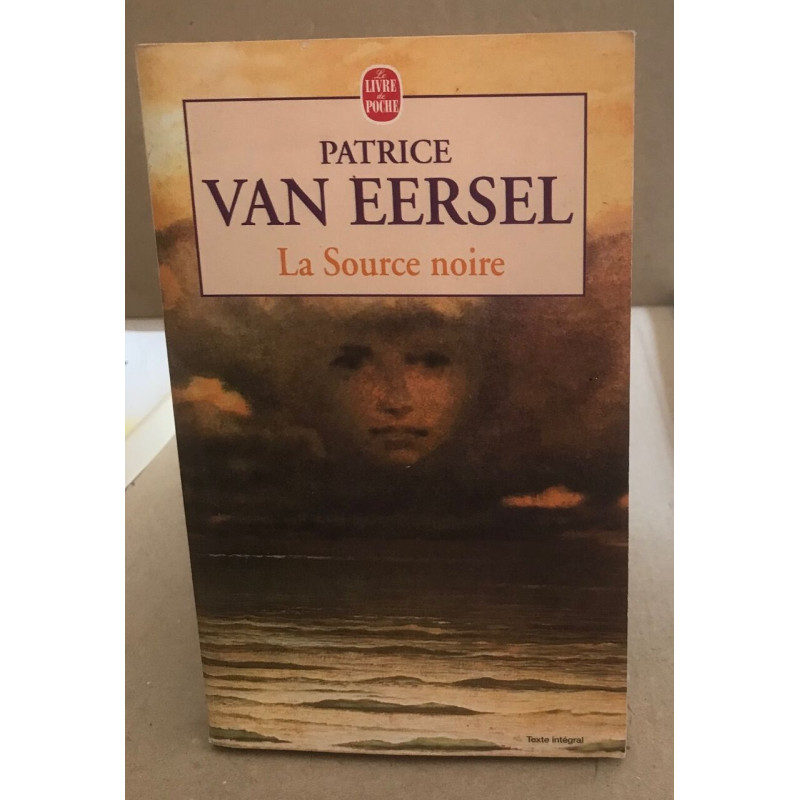 Le
LIVRE
de
POCHE
PATRICE
VAN EERSEL
La Source noire
Texte intégral